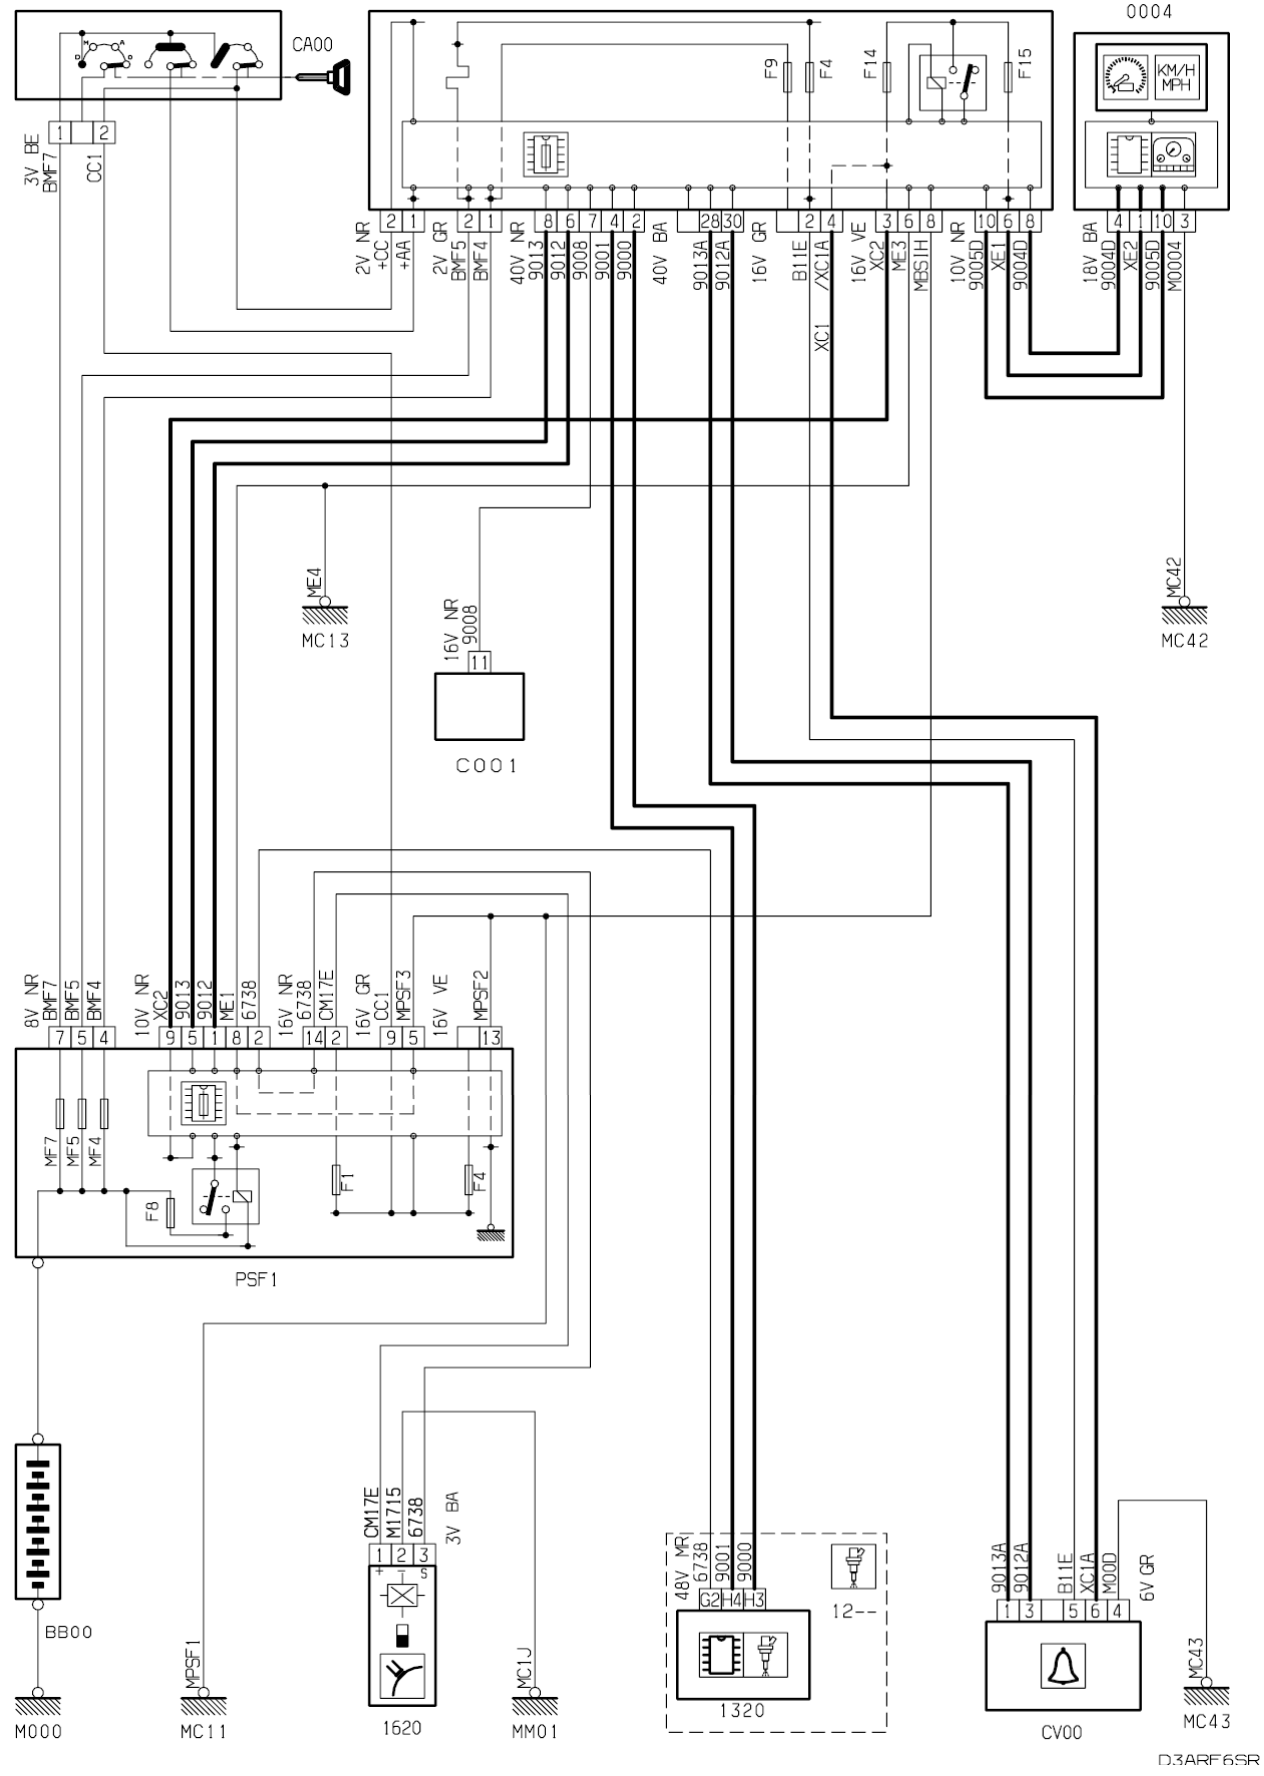 0004
CA00
M A
D
KM/H
MPH
F9
F4
F14
F15
1 2
3V BE
BMF7
CC1
2 1
2 1
8 6 7 4 2
28 30
2 4
3 6 8
10 6 8
4 1 10 3
2V NR
+CC
+AA
2V GR
BMF5
BMF4
40V NR
9013
9012
9008
9001
9000
40V BA
9013A
9012A
16V GR
B11E
/XC1A
XC1
16V VE
XC2
ME3
MBS1H
10V NR
9005D
XE1
9004D
18V BA
9004D
XE2
9005D
M0004
ME4
MC13
16V NR
9008
11
C001
MC42
MC42
8V NR
BMF7
BMF5
BMF4
10V NR
XC2
9013
9012
ME1
6738
16V NR
6738
CM17E
16V GR
CC1
MPSF3
16V VE
MPSF2
7 5 4
9 5 1 8 2
14 2
9 5
13
MF7
MF5
MF4
F8
F1
F4
PSF1
BB00
M000
MPSF1
MC11
CM17E
M1715
6738
3V BA
1 2 3
+ - S
1620
MC1J
MM01
48V MR
6738
9001
9000
G2 H4 H3
12--
1320
9013A
9012A
B11E
XC1A
M00D
6V GR
1 3 5 6 4
CV00
MC43
MC43
D3ARF6SR